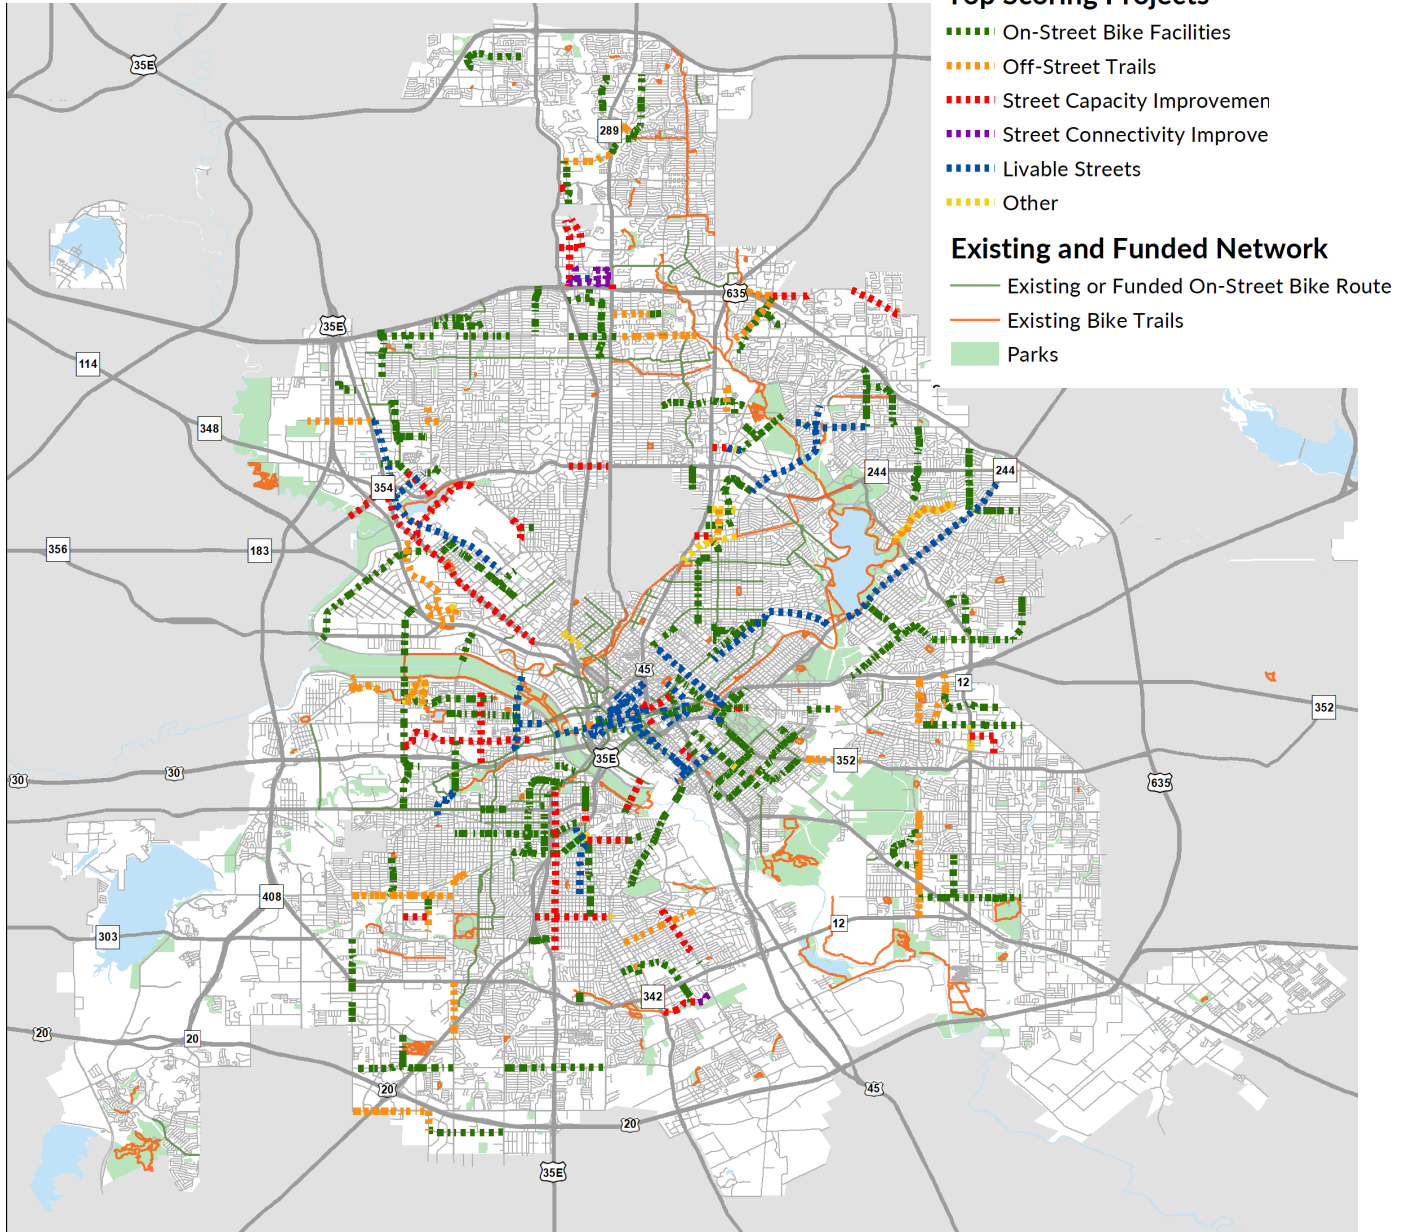 Top Scoring Projects
On-Street Bike Facilities
Off-Street Trails
Street Capacity Improvemen
Street Connectivity Improve
Livable Streets
Other
Existing and Funded Network
Existing or Funded On-Street Bike Route
Existing Bike Trails
Parks
35E
289
635
35E
114
348
244
244
354
356
183
45
12
352
35E
352
30
30
635
408
12
303
342
20
20
20
45
20
35E